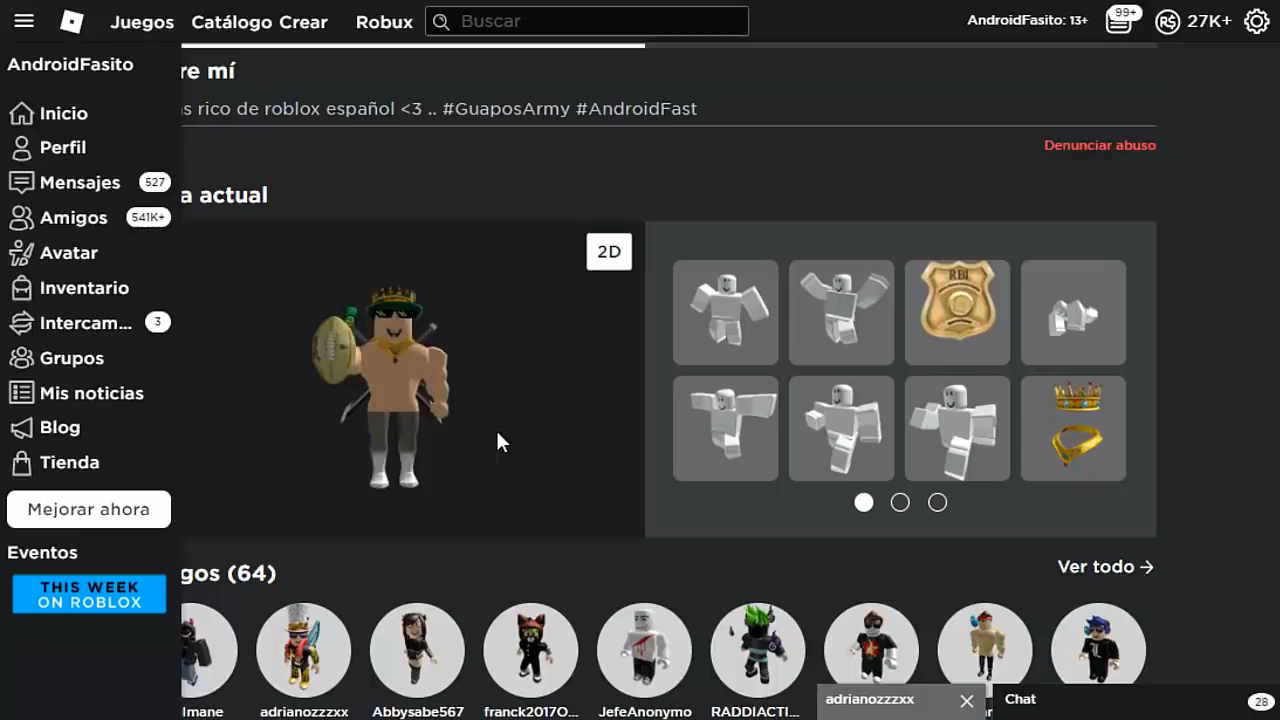 Juegos Catálogo Crear Robux Buscar AndroidFasito: 13+ 99+ 27K+
AndroidFasito
Inicio
Perfil
Mensajes 527
Amigos 541K+
Avatar
Inventario
Intercam... 3
Grupos
Mis noticias
Blog
Tienda
Mejorar ahora
Eventos
THIS WEEK
ON ROBLOX
re mí
s rico de roblox español <3 .. #GuaposArmy #AndroidFast
Denunciar abuso
a actual
2D
RBI
gos (64)
Ver todo
lmane adrianozzzxx Abbysabe567 franck2017O... JefeAnonymo RADDIACTI...
adrianozzzxx
Chat 28